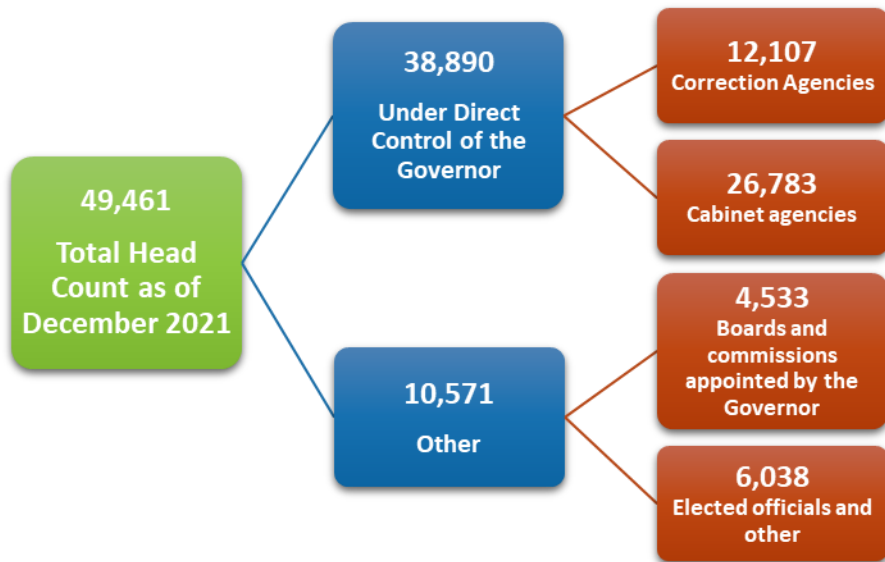 49,461
Total Head
Count as of
December 2021
38,890
Under Direct
Control of the
Governor
10,571
Other
12,107
Correction Agencies
26,783
Cabinet agencies
4,533
Boards and
commissions
appointed by the
Governor
6,038
Elected officials and
other